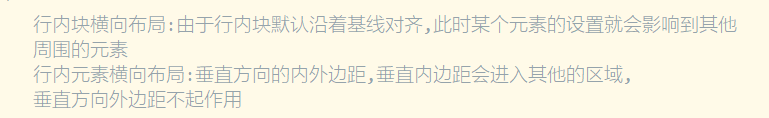 行内块横向布局:由于行内块默认沿着基线对齐,此时某个元素的设置就会影响到其他
周围的元素
行内元素横向布局:垂直方向的内外边距,垂直内边距会进入其他的区域,
垂直方向外边距不起作用